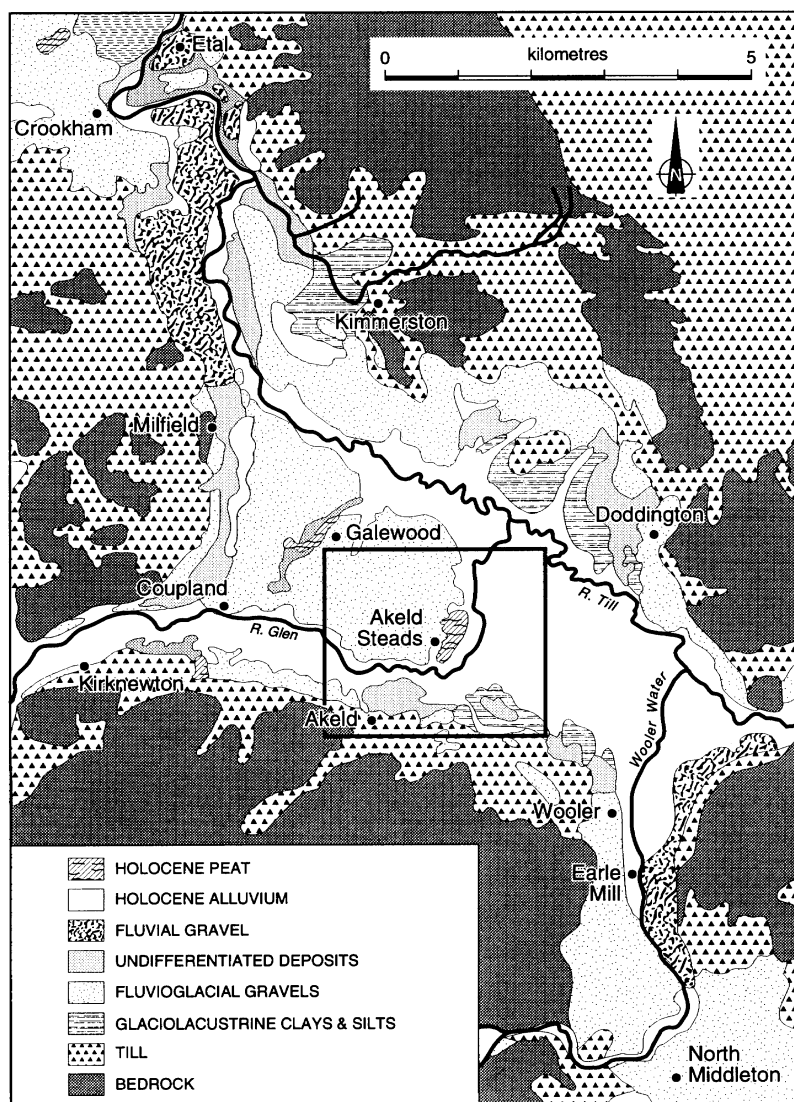 Etal
0 kilometres 5
Crookham
N
Kimmerston
Milfield
Doddington
Galewood
Coupland
R. Till
R. Glen
Akeld
Steads
Kirknewton
Wooler Water
Akeld
Wooler
Earle
Mill
North
Middleton
HOLOCENE PEAT
HOLOCENE ALLUVIUM
FLUVIAL GRAVEL
UNDIFFERENTIATED DEPOSITS
FLUVIOGLACIAL GRAVELS
GLACIOLACUSTRINE CLAYS & SILTS
TILL
BEDROCK